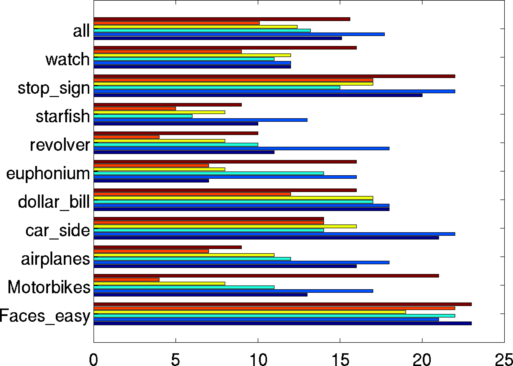 all
watch
stop_sign
starfish
revolver
euphonium
dollar_bill
car_side
airplanes
Motorbikes
Faces_easy
0 5 10 15 20 25